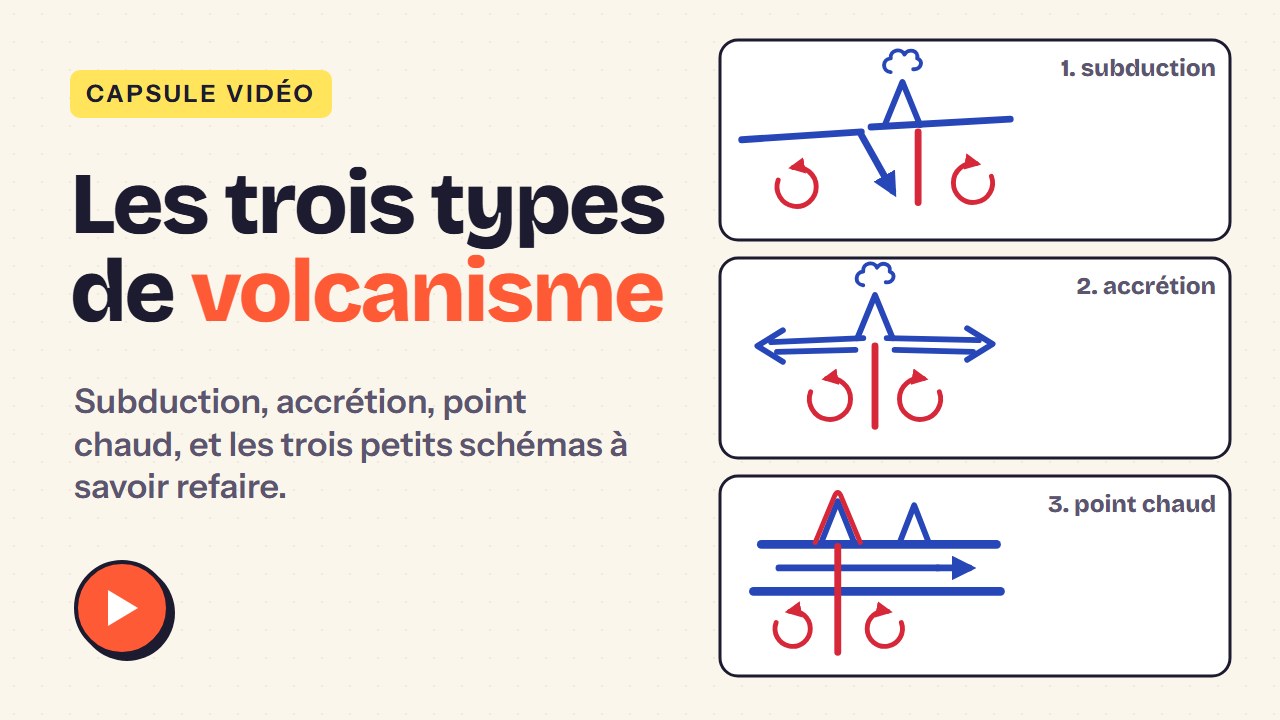 CAPSULE VIDÉO
Les trois types
de volcanisme
Subduction, accrétion, point
chaud, et les trois petits schémas à
savoir refaire.
1. subduction
2. accrétion
3. point chaud